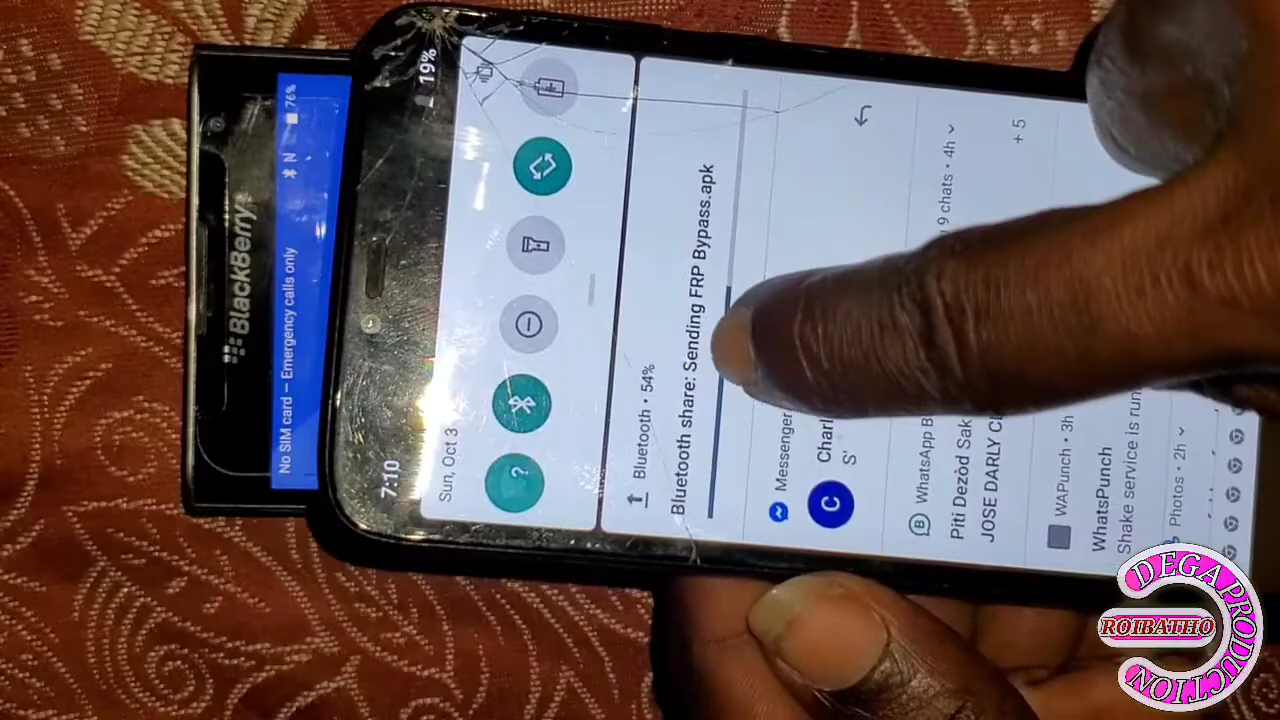 BlackBerry
No SIM card – Emergency calls only
76%
7:10
19%
Sun, Oct 3
Bluetooth • 54%
Bluetooth share: Sending FRP Bypass.apk
Messenger
C
S'
WhatsApp B
9 chats • 4h
Piti Dezòd Sak
JOSE DARLY
+ 5
WAPunch • 3h
WhatsPunch
Shake service is run
Photos • 2h
DEGA PRODUCTION
ROIBATHO